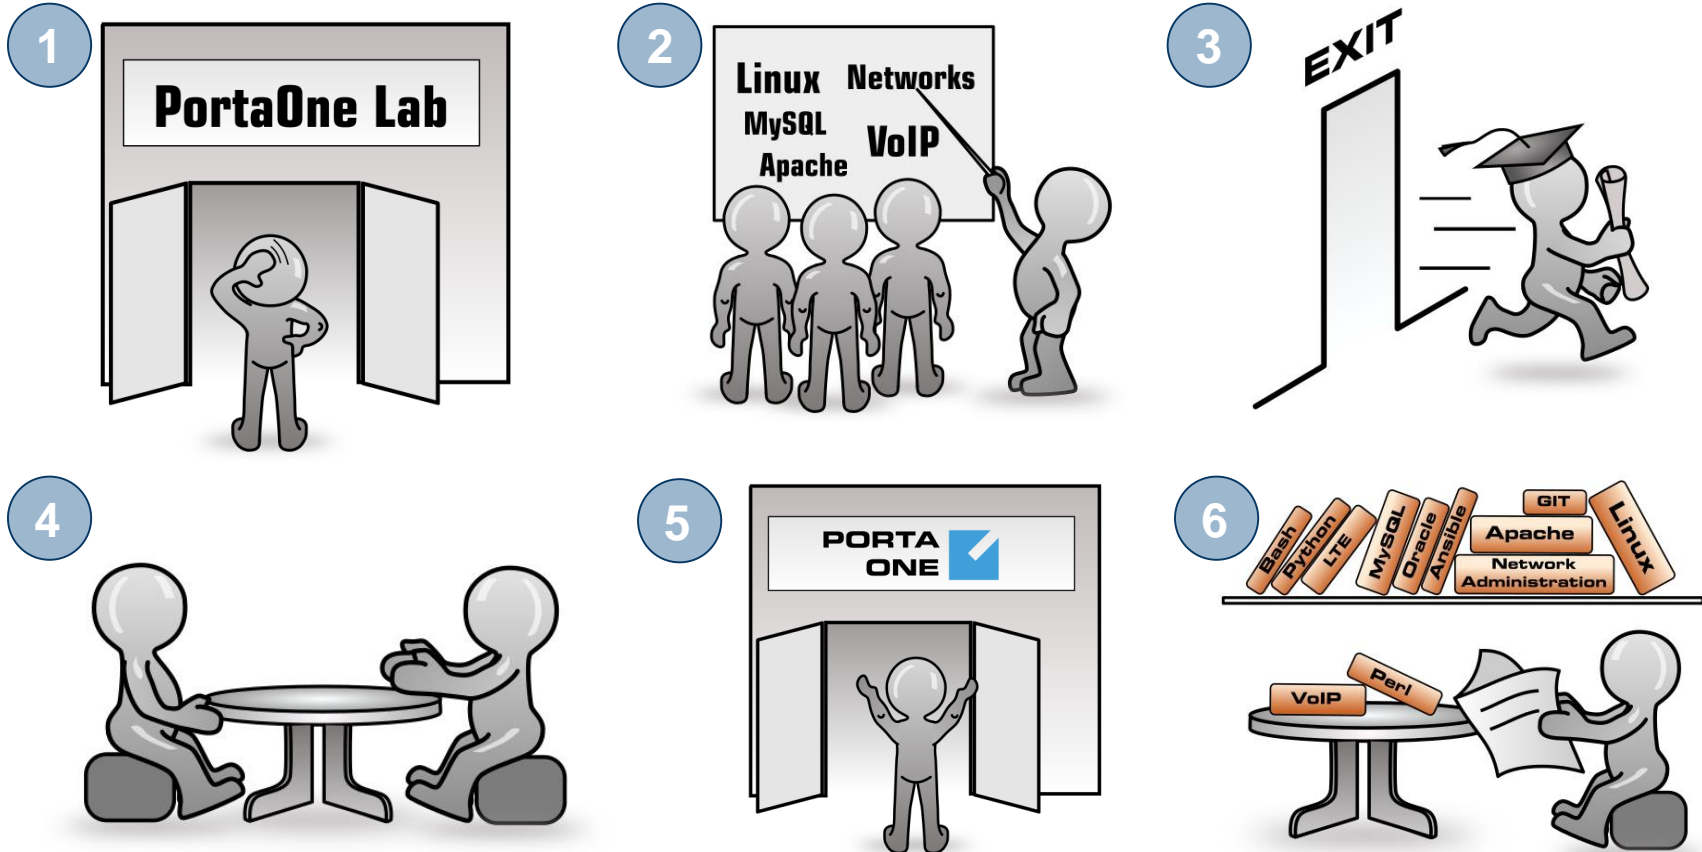 1
PortaOne Lab
2
Linux
Networks
MySQL
VoIP
Apache
3
EXIT
4
5
PORTA
ONE
6
Bash
Python
LTE
MySQL
Oracle
Ansible
GIT
Apache
Network
Administration
Linux
VoIP
Perl